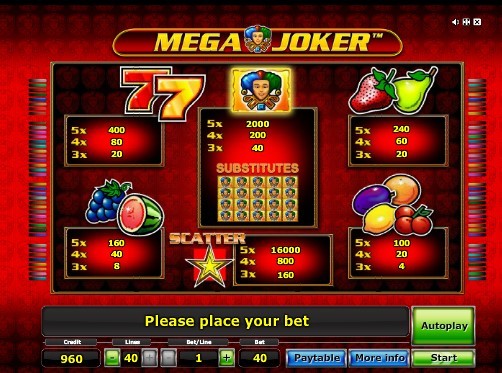 MEGA JOKER™
77
5x 400
4x 80
3x 20
5x 2000
4x 200
3x 40
SUBSTITUTES
5x 240
4x 60
3x 20
5x 160
4x 40
3x 8
SCATTER
5x 16000
4x 800
3x 160
5x 100
4x 20
3x 4
Please place your bet
Autoplay
Credit Lines Bet/Line Bet
960 - 40 + - 1 + 40 Paytable More info Start